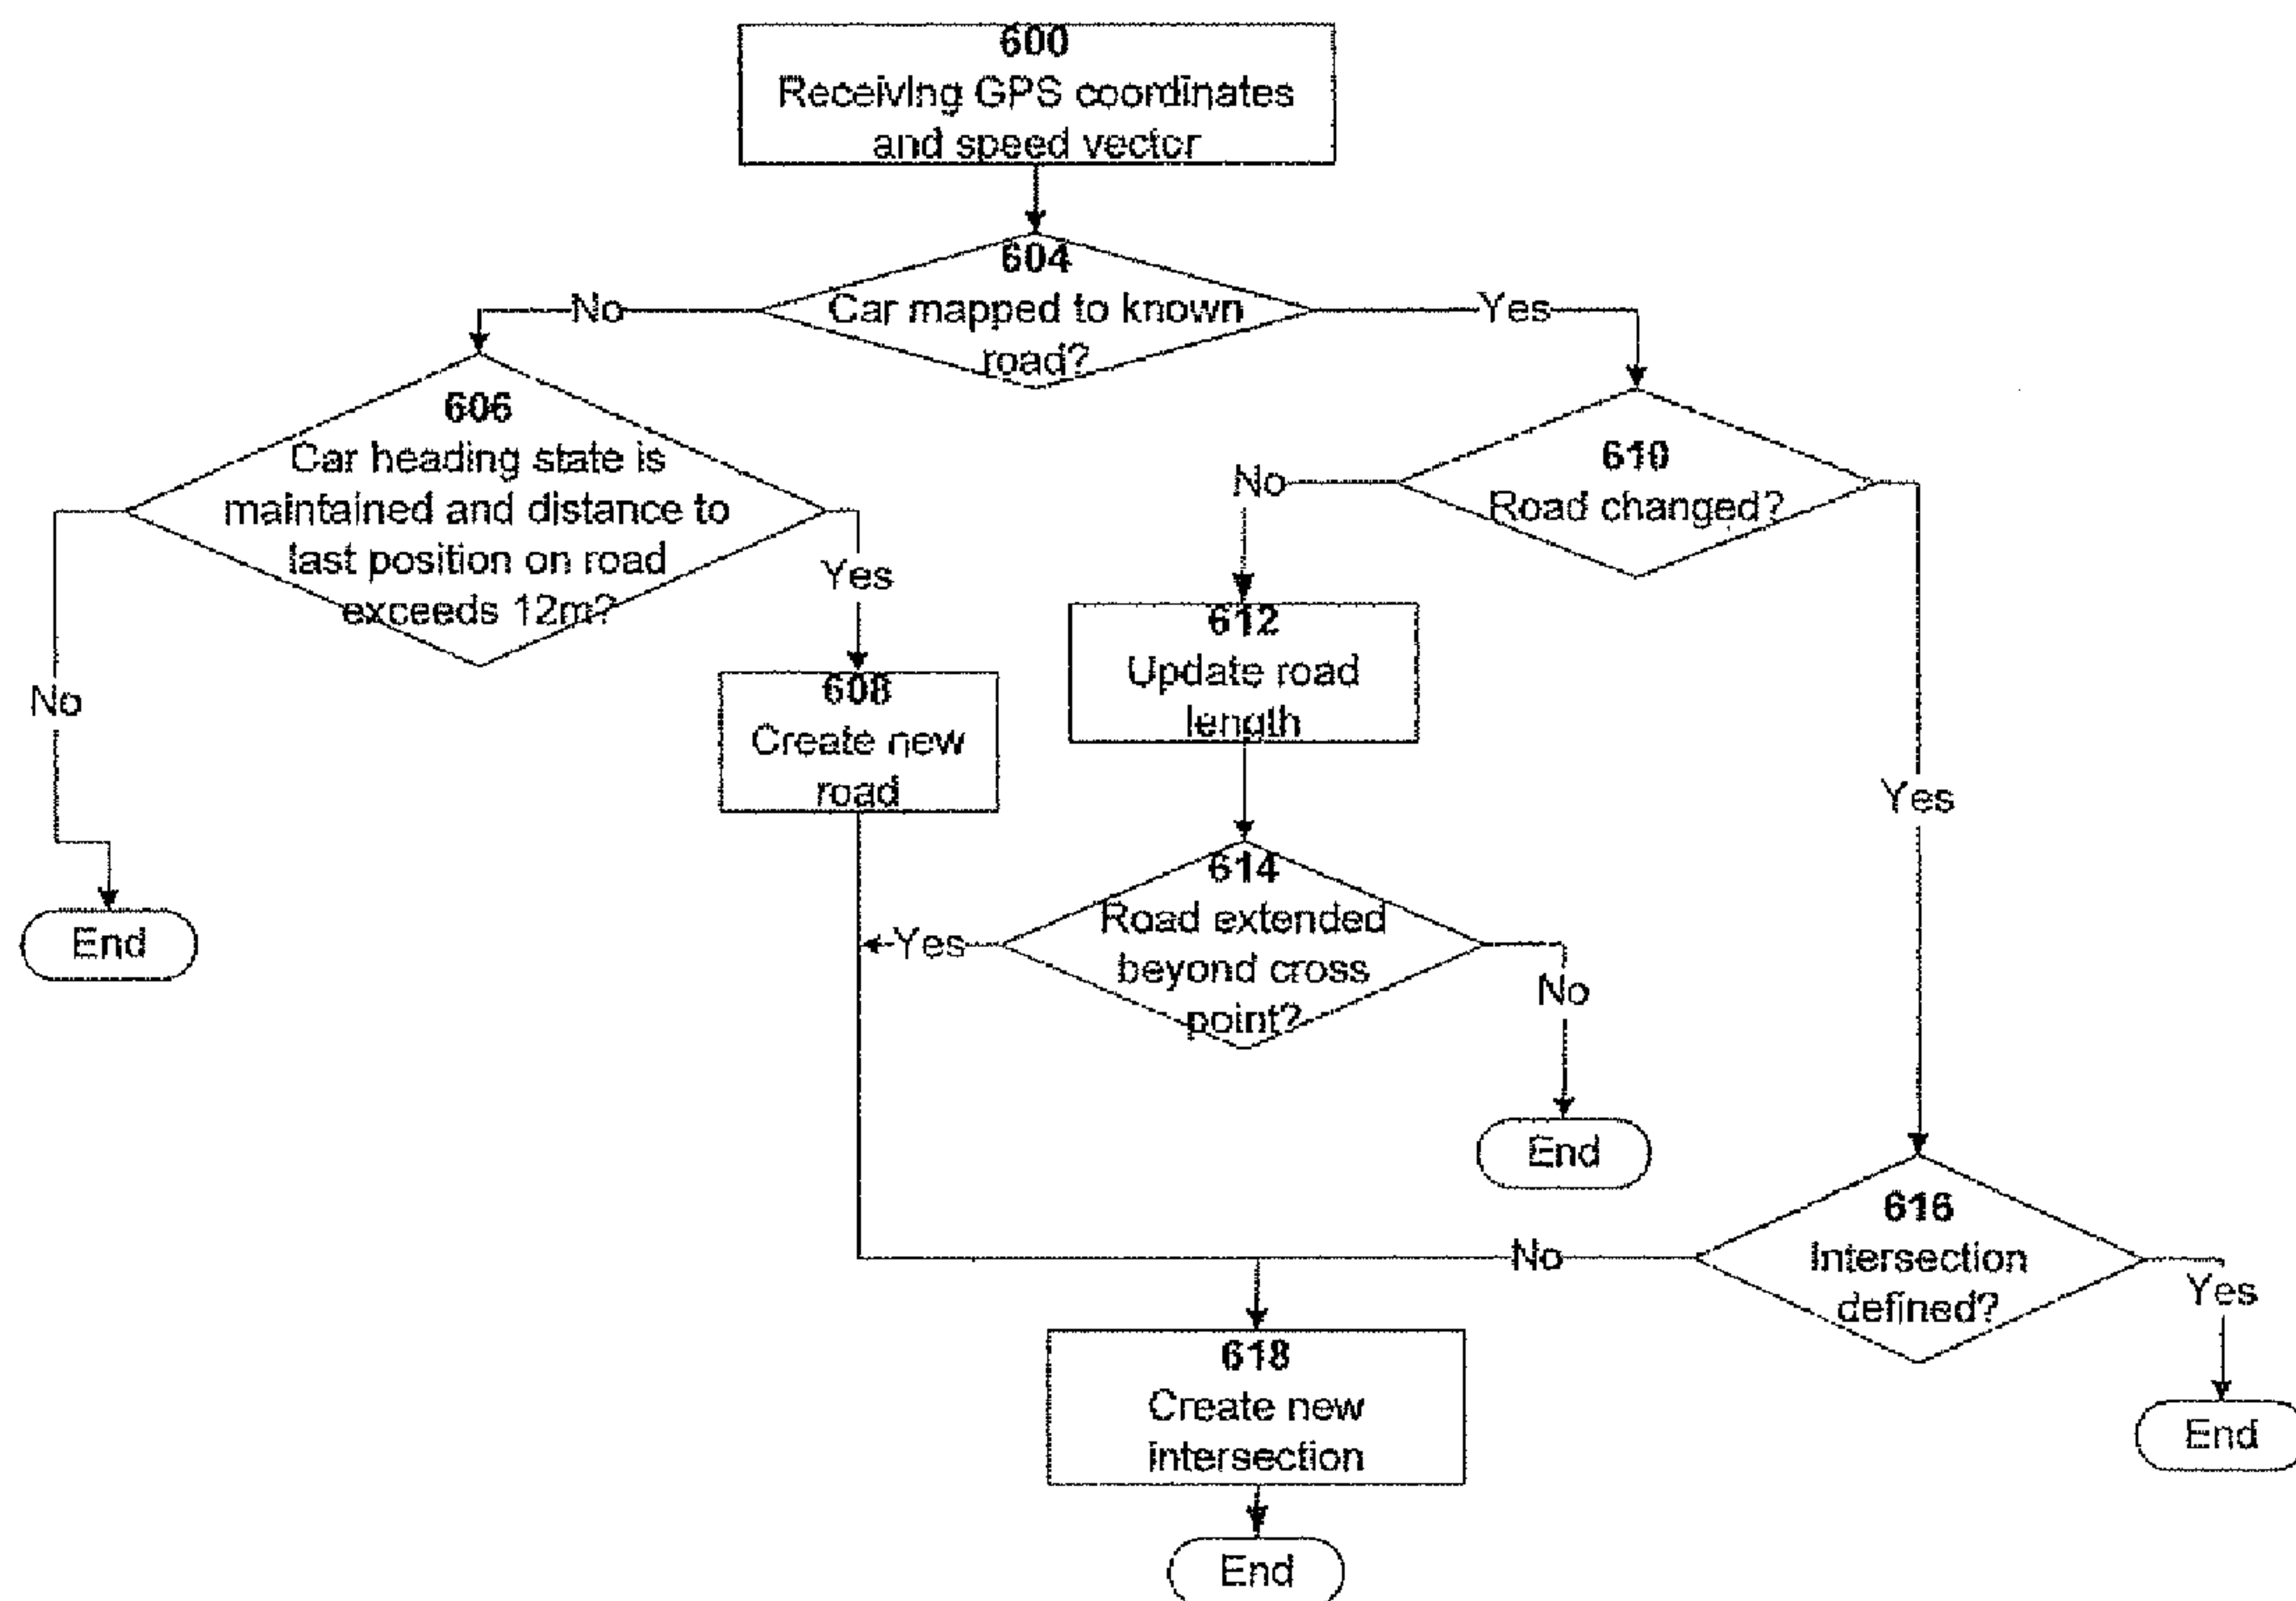 600
Receiving GPS coordinates
and speed vector
604
Car mapped to known
road?
No
Yes
606
Car heading state is
maintained and distance to
last position on road
exceeds 12m?
610
Road changed?
No
Yes
No
Yes
612
Update road
length
608
Create new
road
Yes
614
Road extended
beyond cross
point?
Yes
No
End
End
616
Intersection
defined?
No
Yes
618
Create new
intersection
End
End